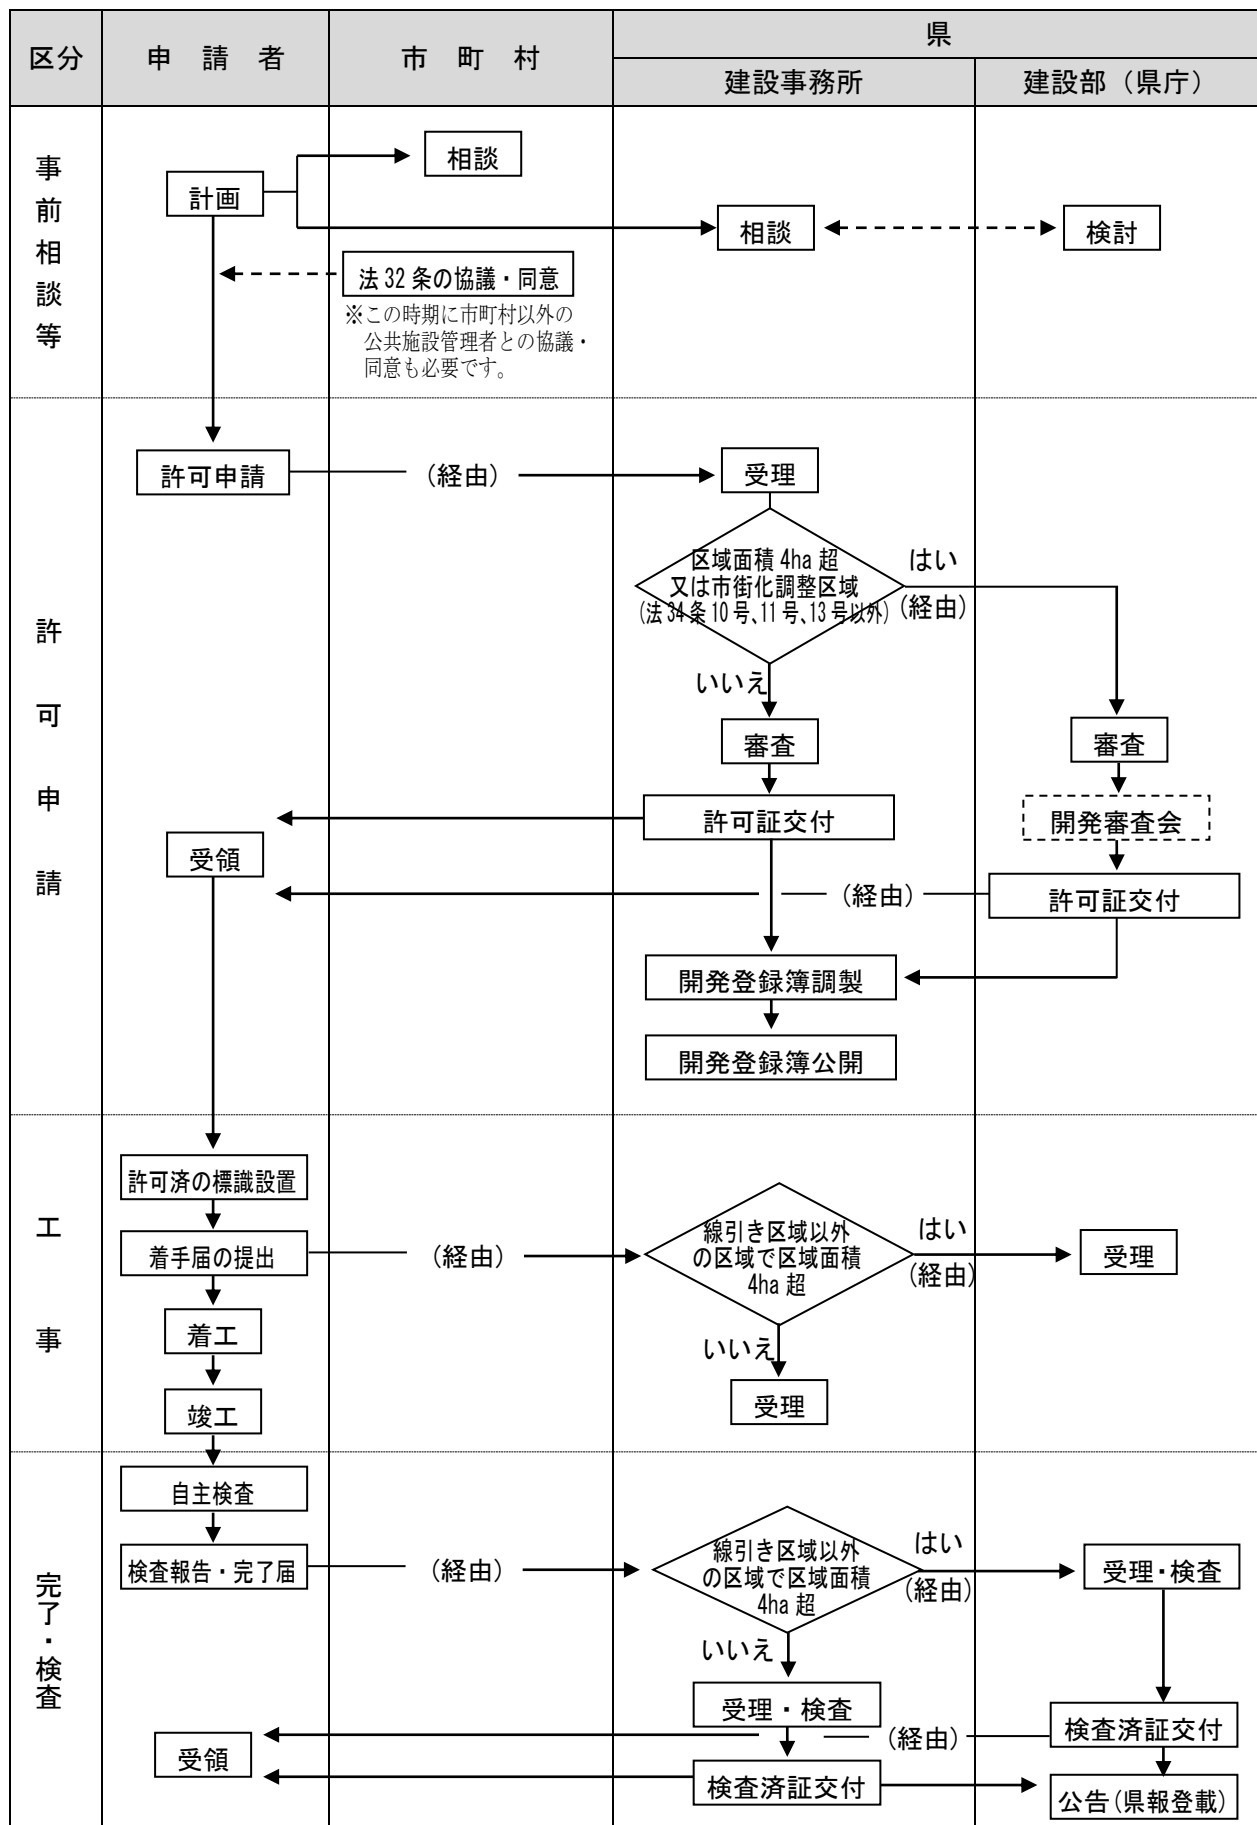 区分
申　請　者
市　町　村
県
建設事務所
建設部（県庁）
事前相談等
相談
計画
相談
検討
法32条の協議・同意
※この時期に市町村以外の
公共施設管理者との協議・
同意も必要です。
許可申請
許可申請
（経由）
受理
区域面積4ha超
又は市街化調整区域
（法34条10号、11号、13号以外）
はい
（経由）
いいえ
審査
審査
許可証交付
開発審査会
受領
（経由）
許可証交付
開発登録簿調製
開発登録簿公開
工事
許可済の標識設置
着手届の提出
（経由）
線引き区域以外
の区域で区域面積
4ha超
はい
（経由）
受理
着工
いいえ
受理
竣工
完了・検査
自主検査
検査報告・完了届
（経由）
線引き区域以外
の区域で区域面積
4ha超
はい
（経由）
受理・検査
いいえ
受理・検査
（経由）
検査済証交付
受領
検査済証交付
公告（県報登載）